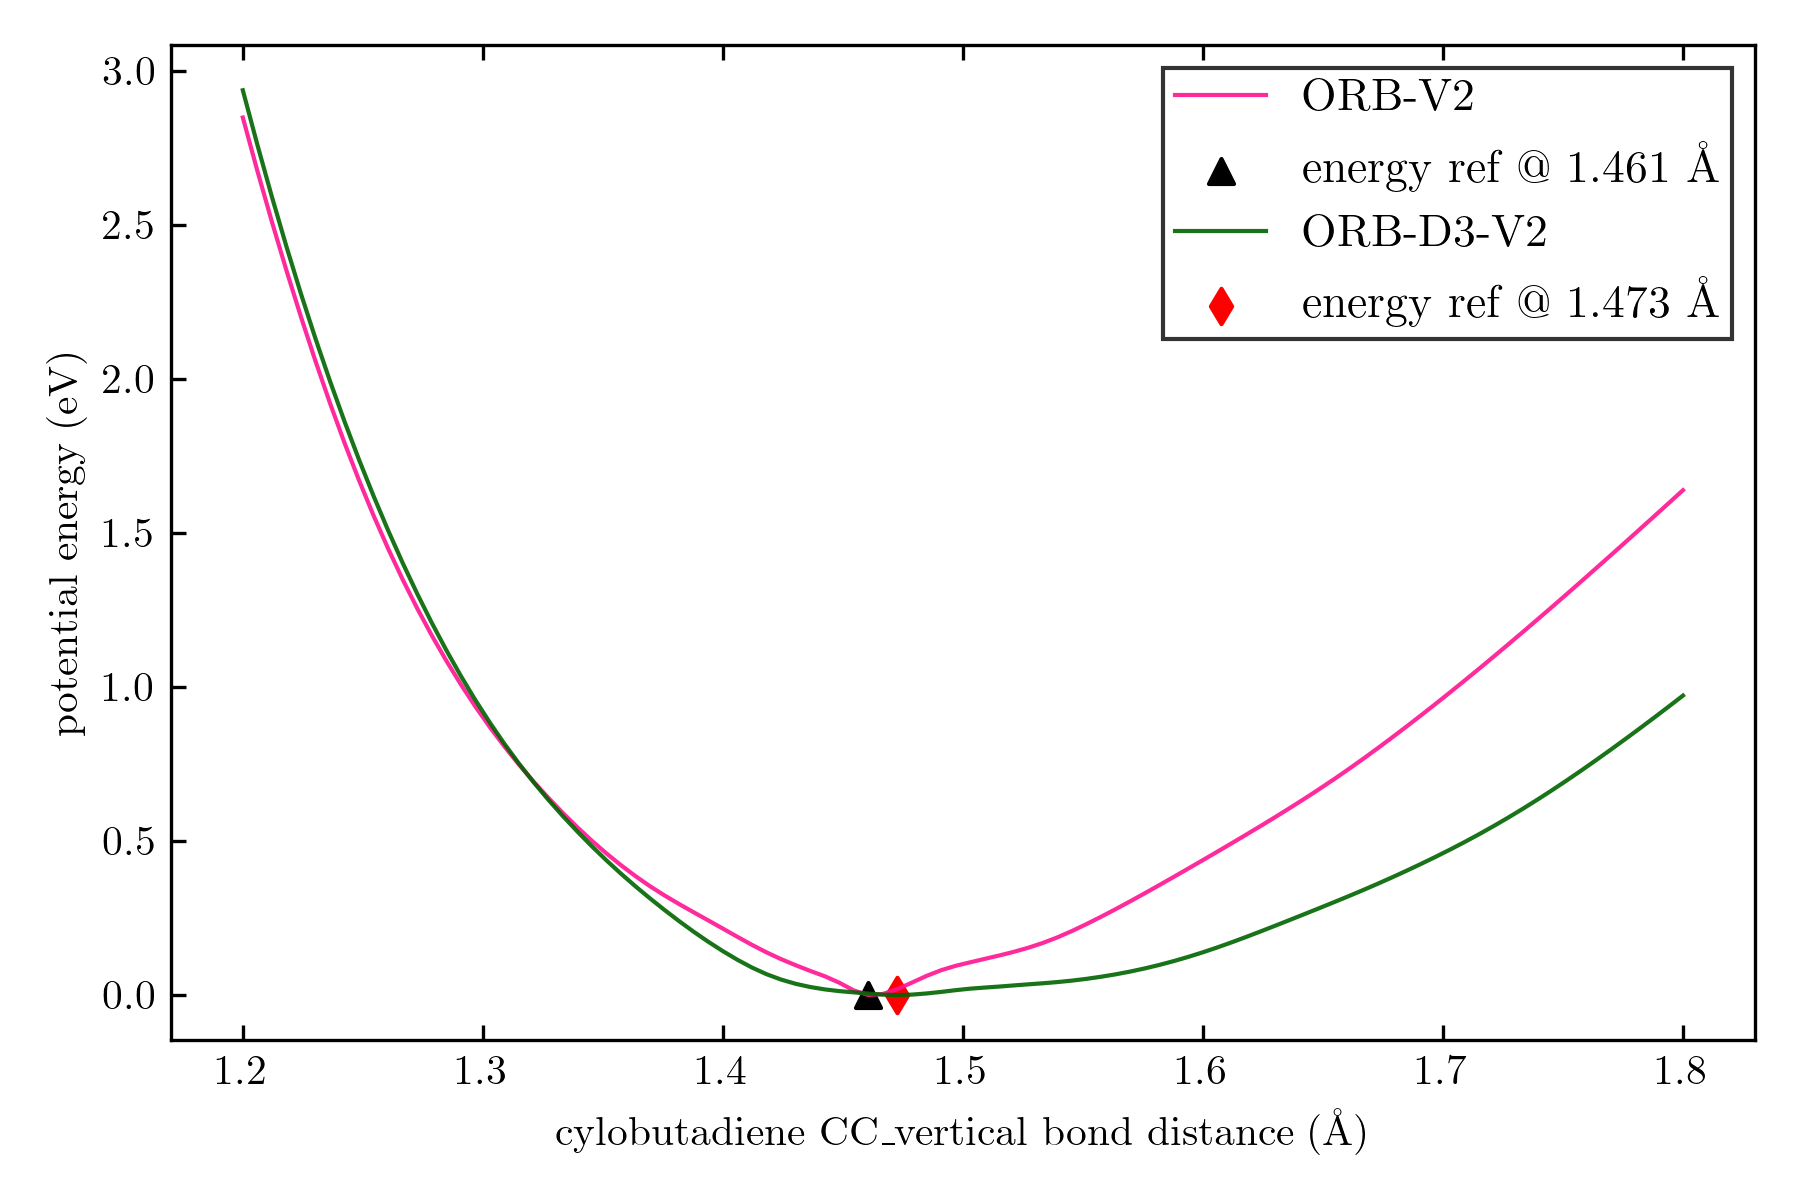 3.0
2.5
2.0
1.5
1.0
0.5
0.0
potential energy (eV)
ORB-V2
energy ref @ 1.461 Å
ORB-D3-V2
energy ref @ 1.473 Å
1.2 1.3 1.4 1.5 1.6 1.7 1.8
cylobutadiene CC_vertical bond distance (Å)